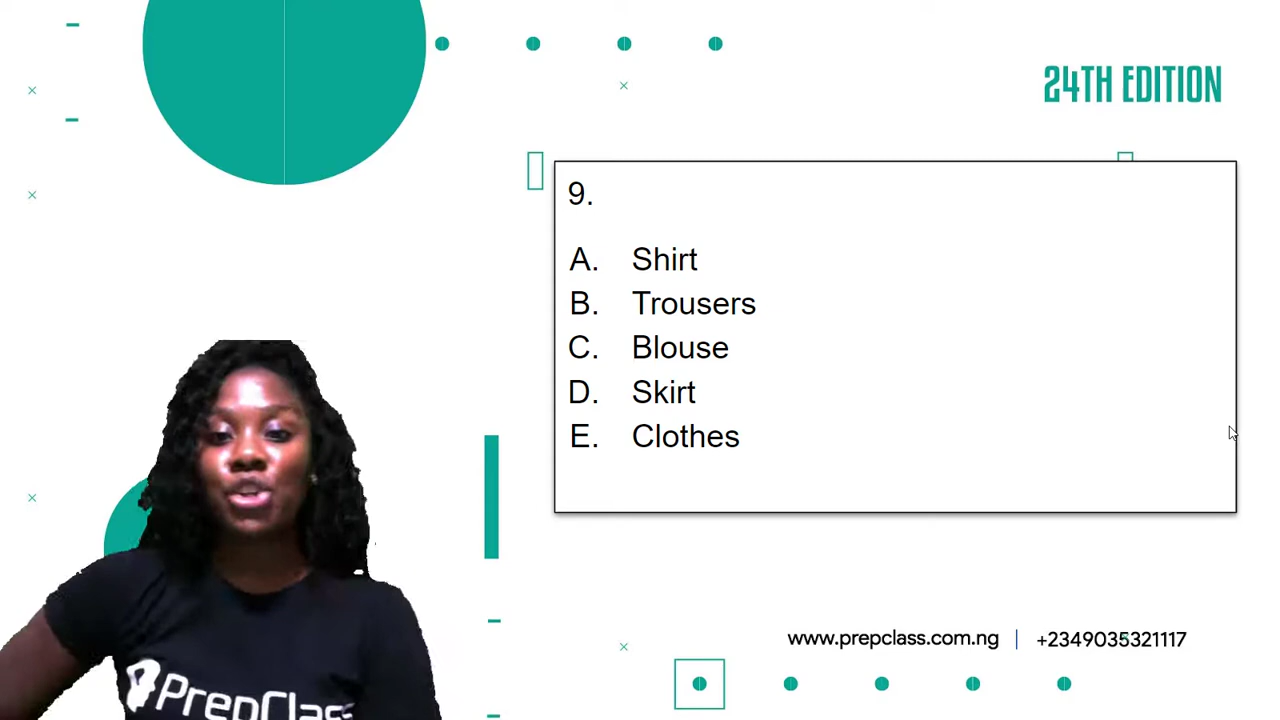 24TH EDITION
9.
A. Shirt
B. Trousers
C. Blouse
D. Skirt
E. Clothes
www.prepclass.com.ng | +2349035321117
PrepClass